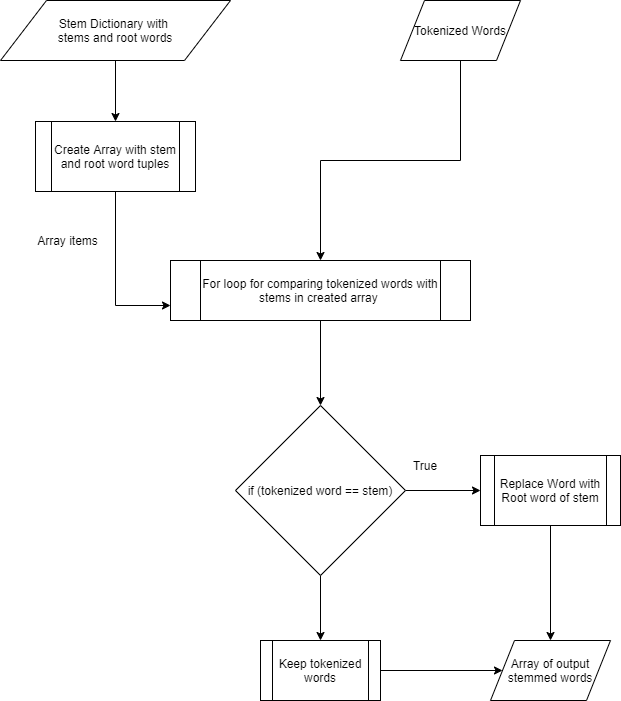 Stem Dictionary with
stems and root words
Tokenized Words
Create Array with stem
and root word tuples
Array items
For loop for comparing tokenized words with
stems in created array
if (tokenized word == stem)
True
Replace Word with
Root word of stem
Keep tokenized
words
Array of output
stemmed words